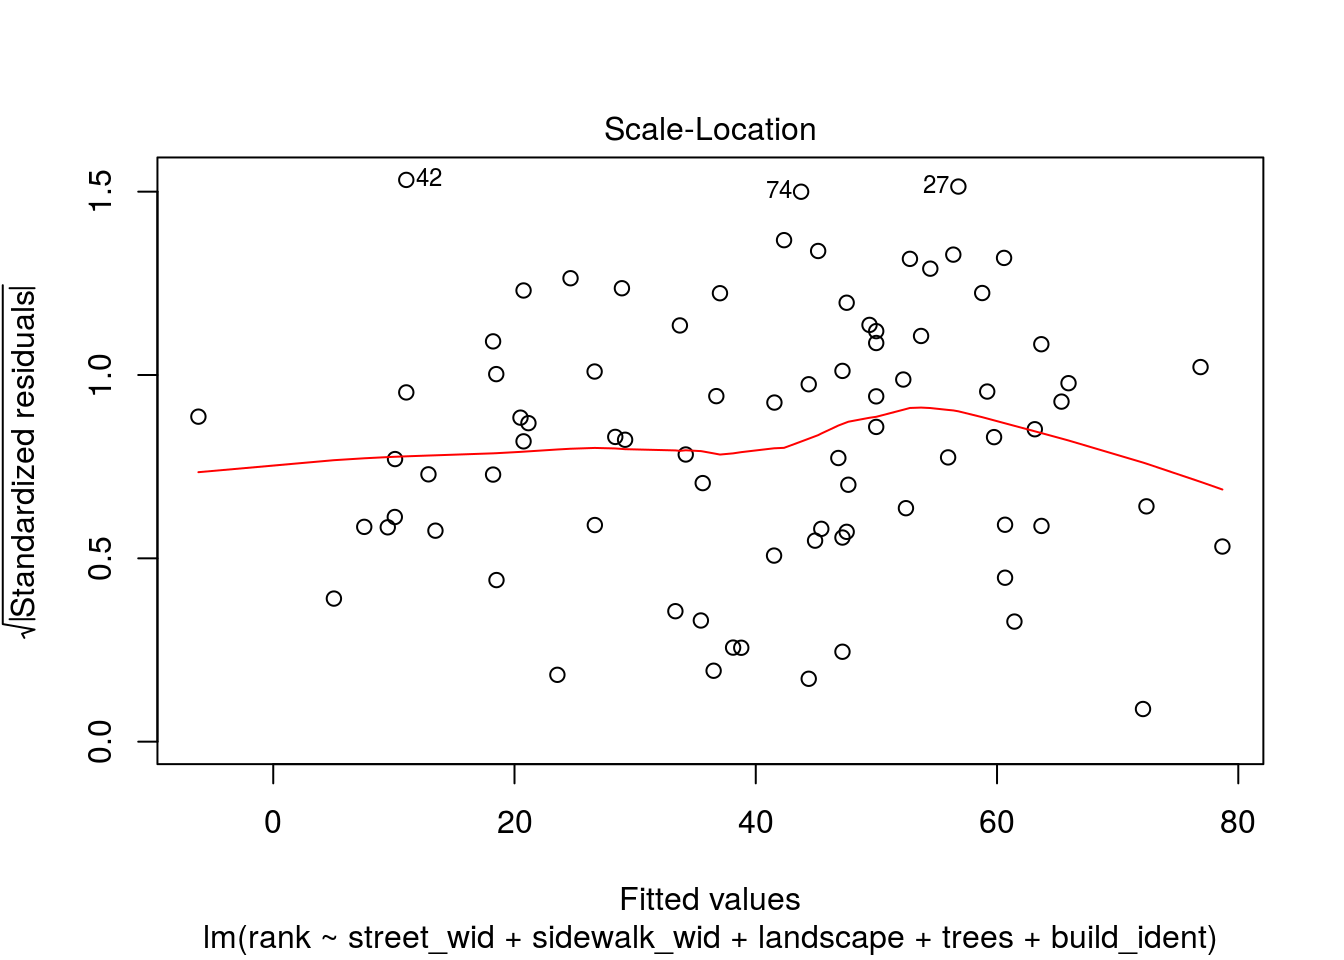 Scale-Location
42
74
27
1.5
1.0
0.5
0.0
√|Standardized residuals|
0 20 40 60 80
Fitted values
lm(rank ~ street_wid + sidewalk_wid + landscape + trees + build_ident)